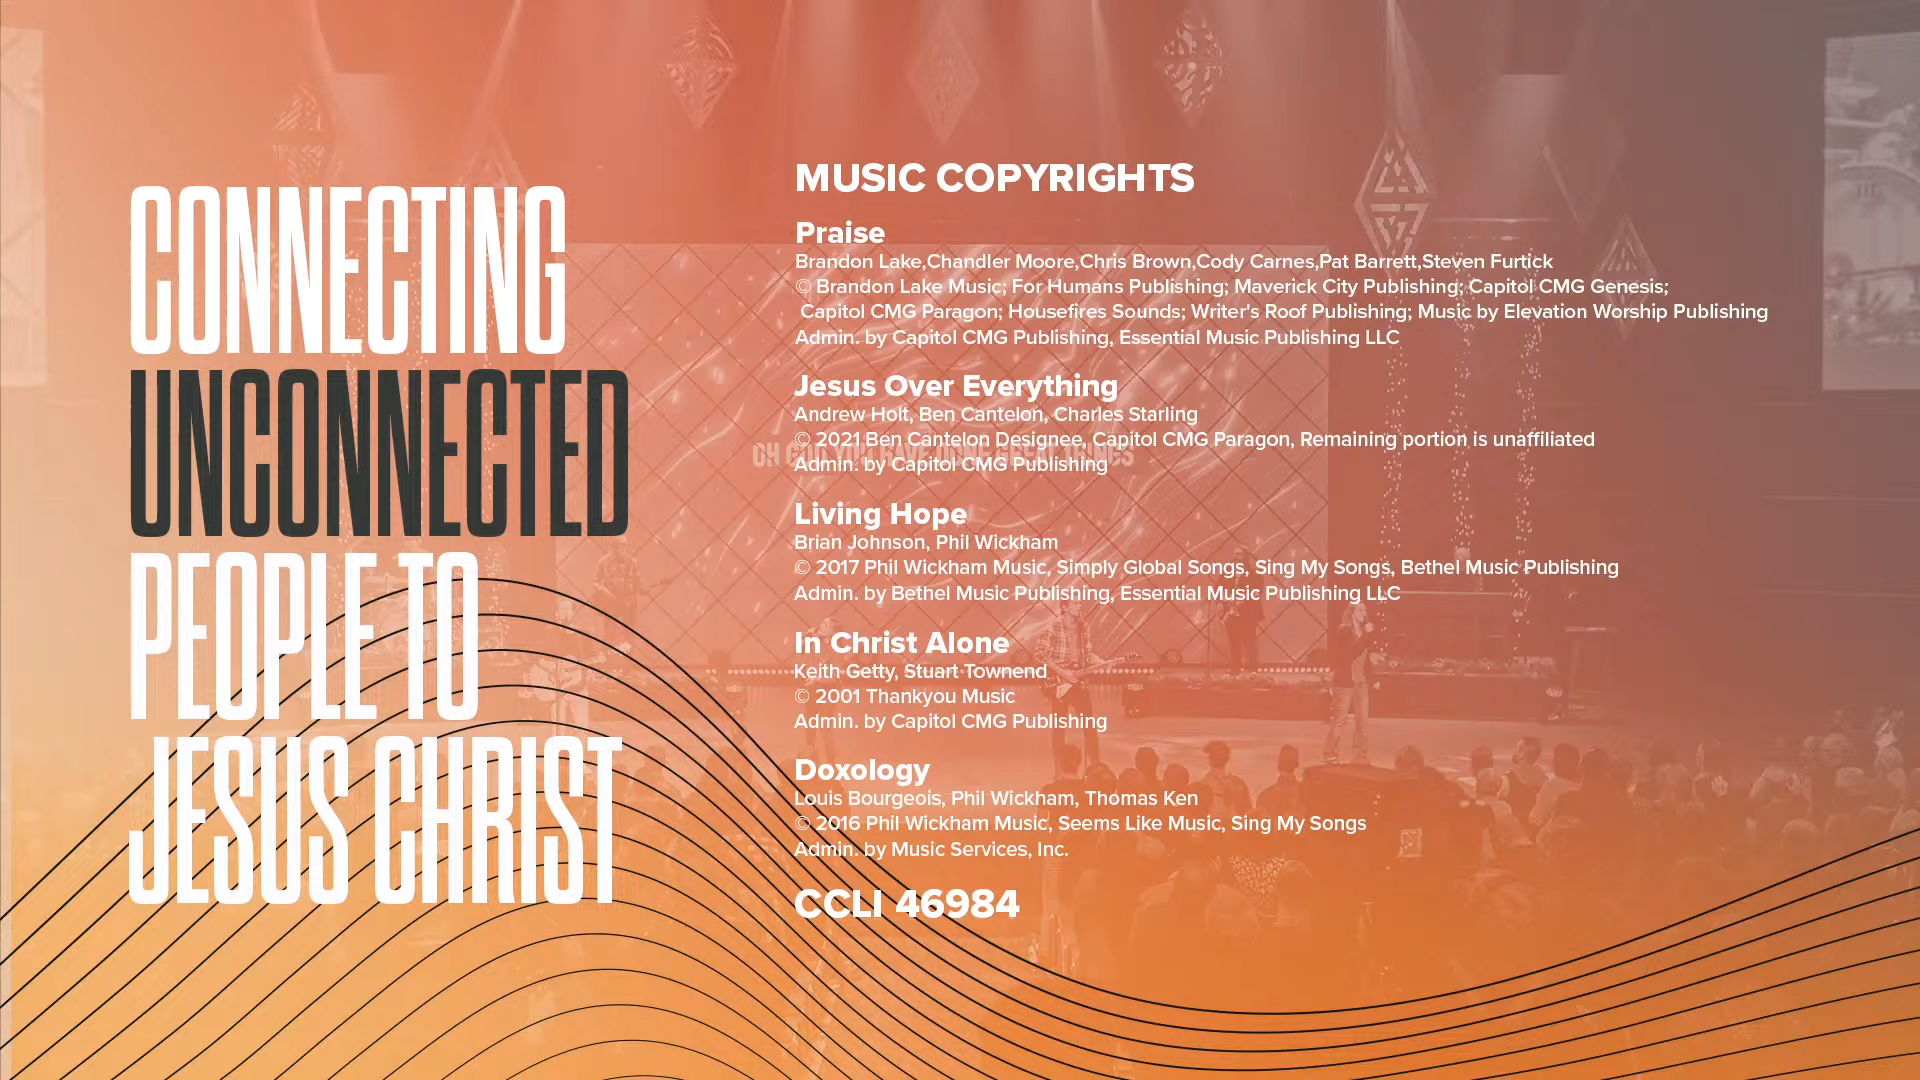 CONNECTING
UNCONNECTED
PEOPLE TO
JESUS CHRIST
MUSIC COPYRIGHTS
Praise
Brandon Lake,Chandler Moore,Chris Brown,Cody Carnes,Pat Barrett,Steven Furtick
© Brandon Lake Music; For Humans Publishing; Maverick City Publishing; Capitol CMG Genesis;
Capitol CMG Paragon; Housefires Sounds; Writer's Roof Publishing; Music by Elevation Worship Publishing
Admin. by Capitol CMG Publishing, Essential Music Publishing LLC
Jesus Over Everything
Andrew Holt, Ben Cantelon, Charles Starling
© 2021 Ben Cantelon Designee, Capitol CMG Paragon, Remaining portion is unaffiliated
OH GOD YOU HAVE DONE GREAT THINGS
Admin. by Capitol CMG Publishing
Living Hope
Brian Johnson, Phil Wickham
© 2017 Phil Wickham Music, Simply Global Songs, Sing My Songs, Bethel Music Publishing
Admin. by Bethel Music Publishing, Essential Music Publishing LLC
In Christ Alone
Keith Getty, Stuart Townend
© 2001 Thankyou Music
Admin. by Capitol CMG Publishing
Doxology
Louis Bourgeois, Phil Wickham, Thomas Ken
© 2016 Phil Wickham Music, Seems Like Music, Sing My Songs
Admin. by Music Services, Inc.
CCLI 46984